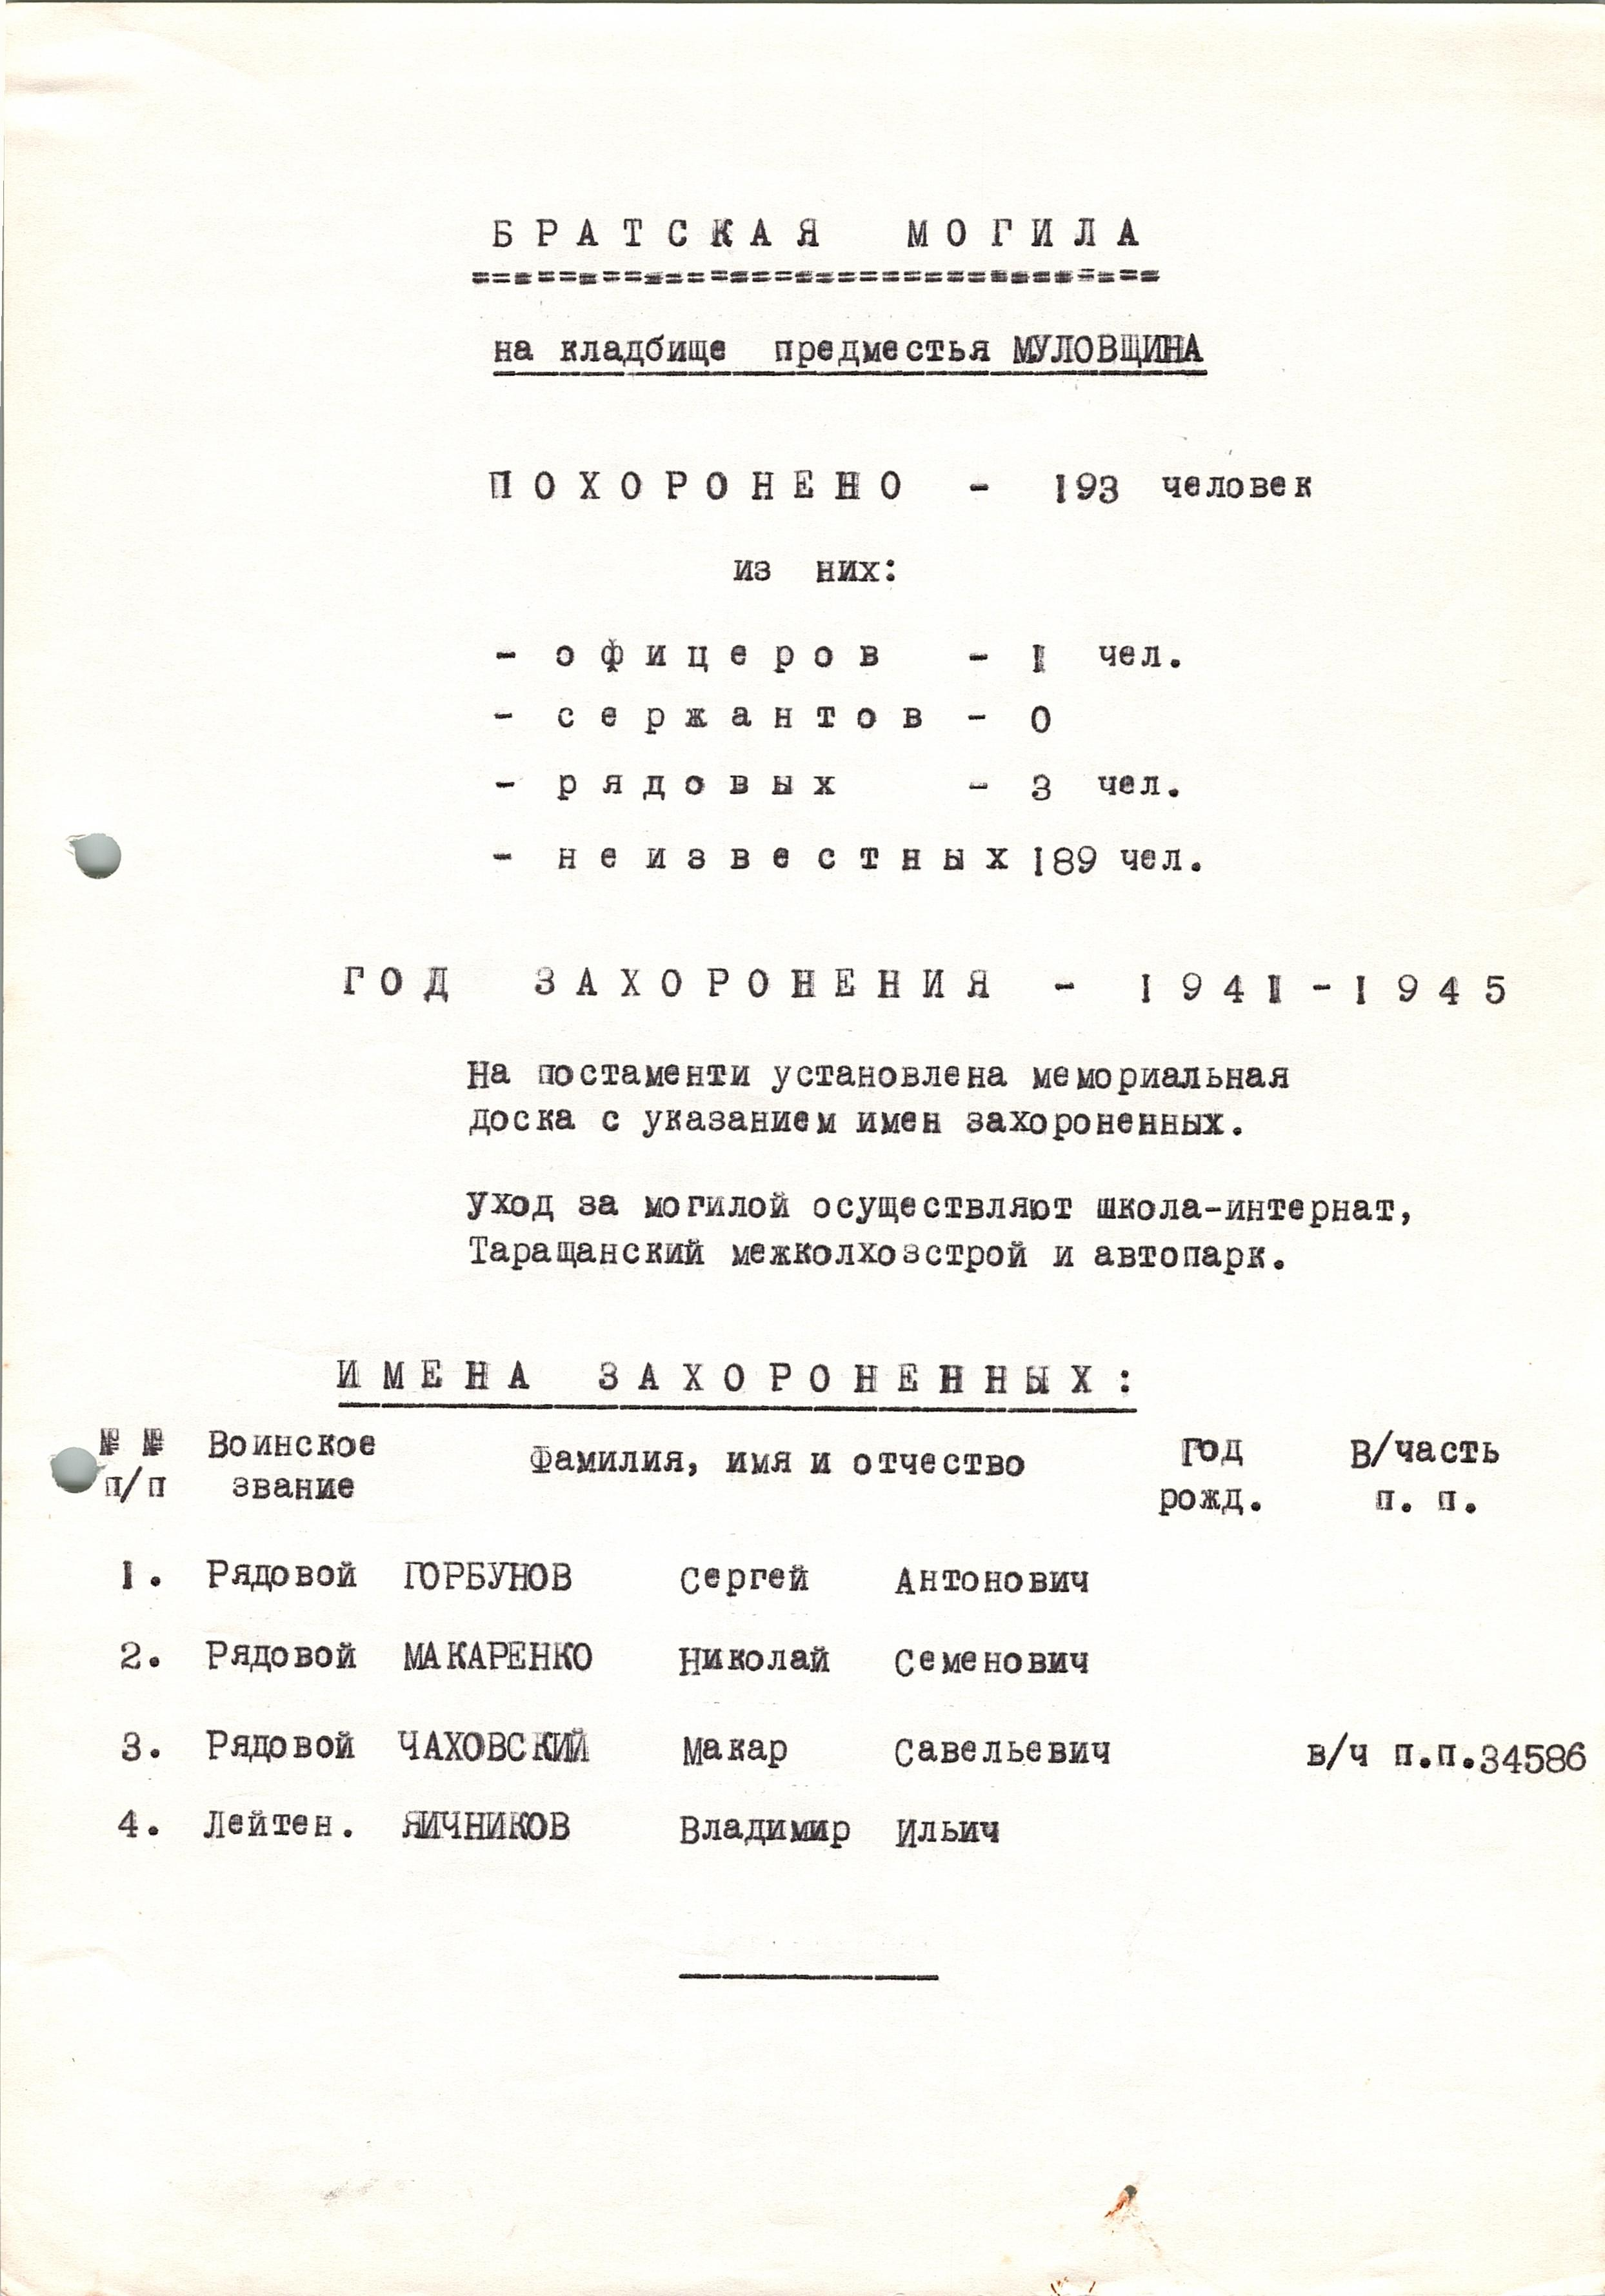 БРАТСКАЯ МОГИЛА
================================
на кладбище предместья МУЛОВЩИНА
ПОХОРОНЕНО - 193 человек
из них:
- офицеров - 1 чел.
- сержантов - 0
- рядовых - 3 чел.
- неизвестных 189 чел.
ГОД ЗАХОРОНЕНИЯ - 1941-1945
На постаменти установлена мемориальная
доска с указанием имен захороненных.
Уход за могилой осуществляют школа-интернат,
Таращанский межколхозстрой и автопарк.
ИМЕНА ЗАХОРОНЕННЫХ:
№ № Воинское Фамилия, имя и отчество Год В/часть
п/п звание рожд. п. п.
1. Рядовой ГОРБУНОВ Сергей Антонович
2. Рядовой МАКАРЕНКО Николай Семенович
3. Рядовой ЧАХОВСКИЙ Макар Савельевич в/ч п.п.34586
4. Лейтен. ЯИЧНИКОВ Владимир Ильич